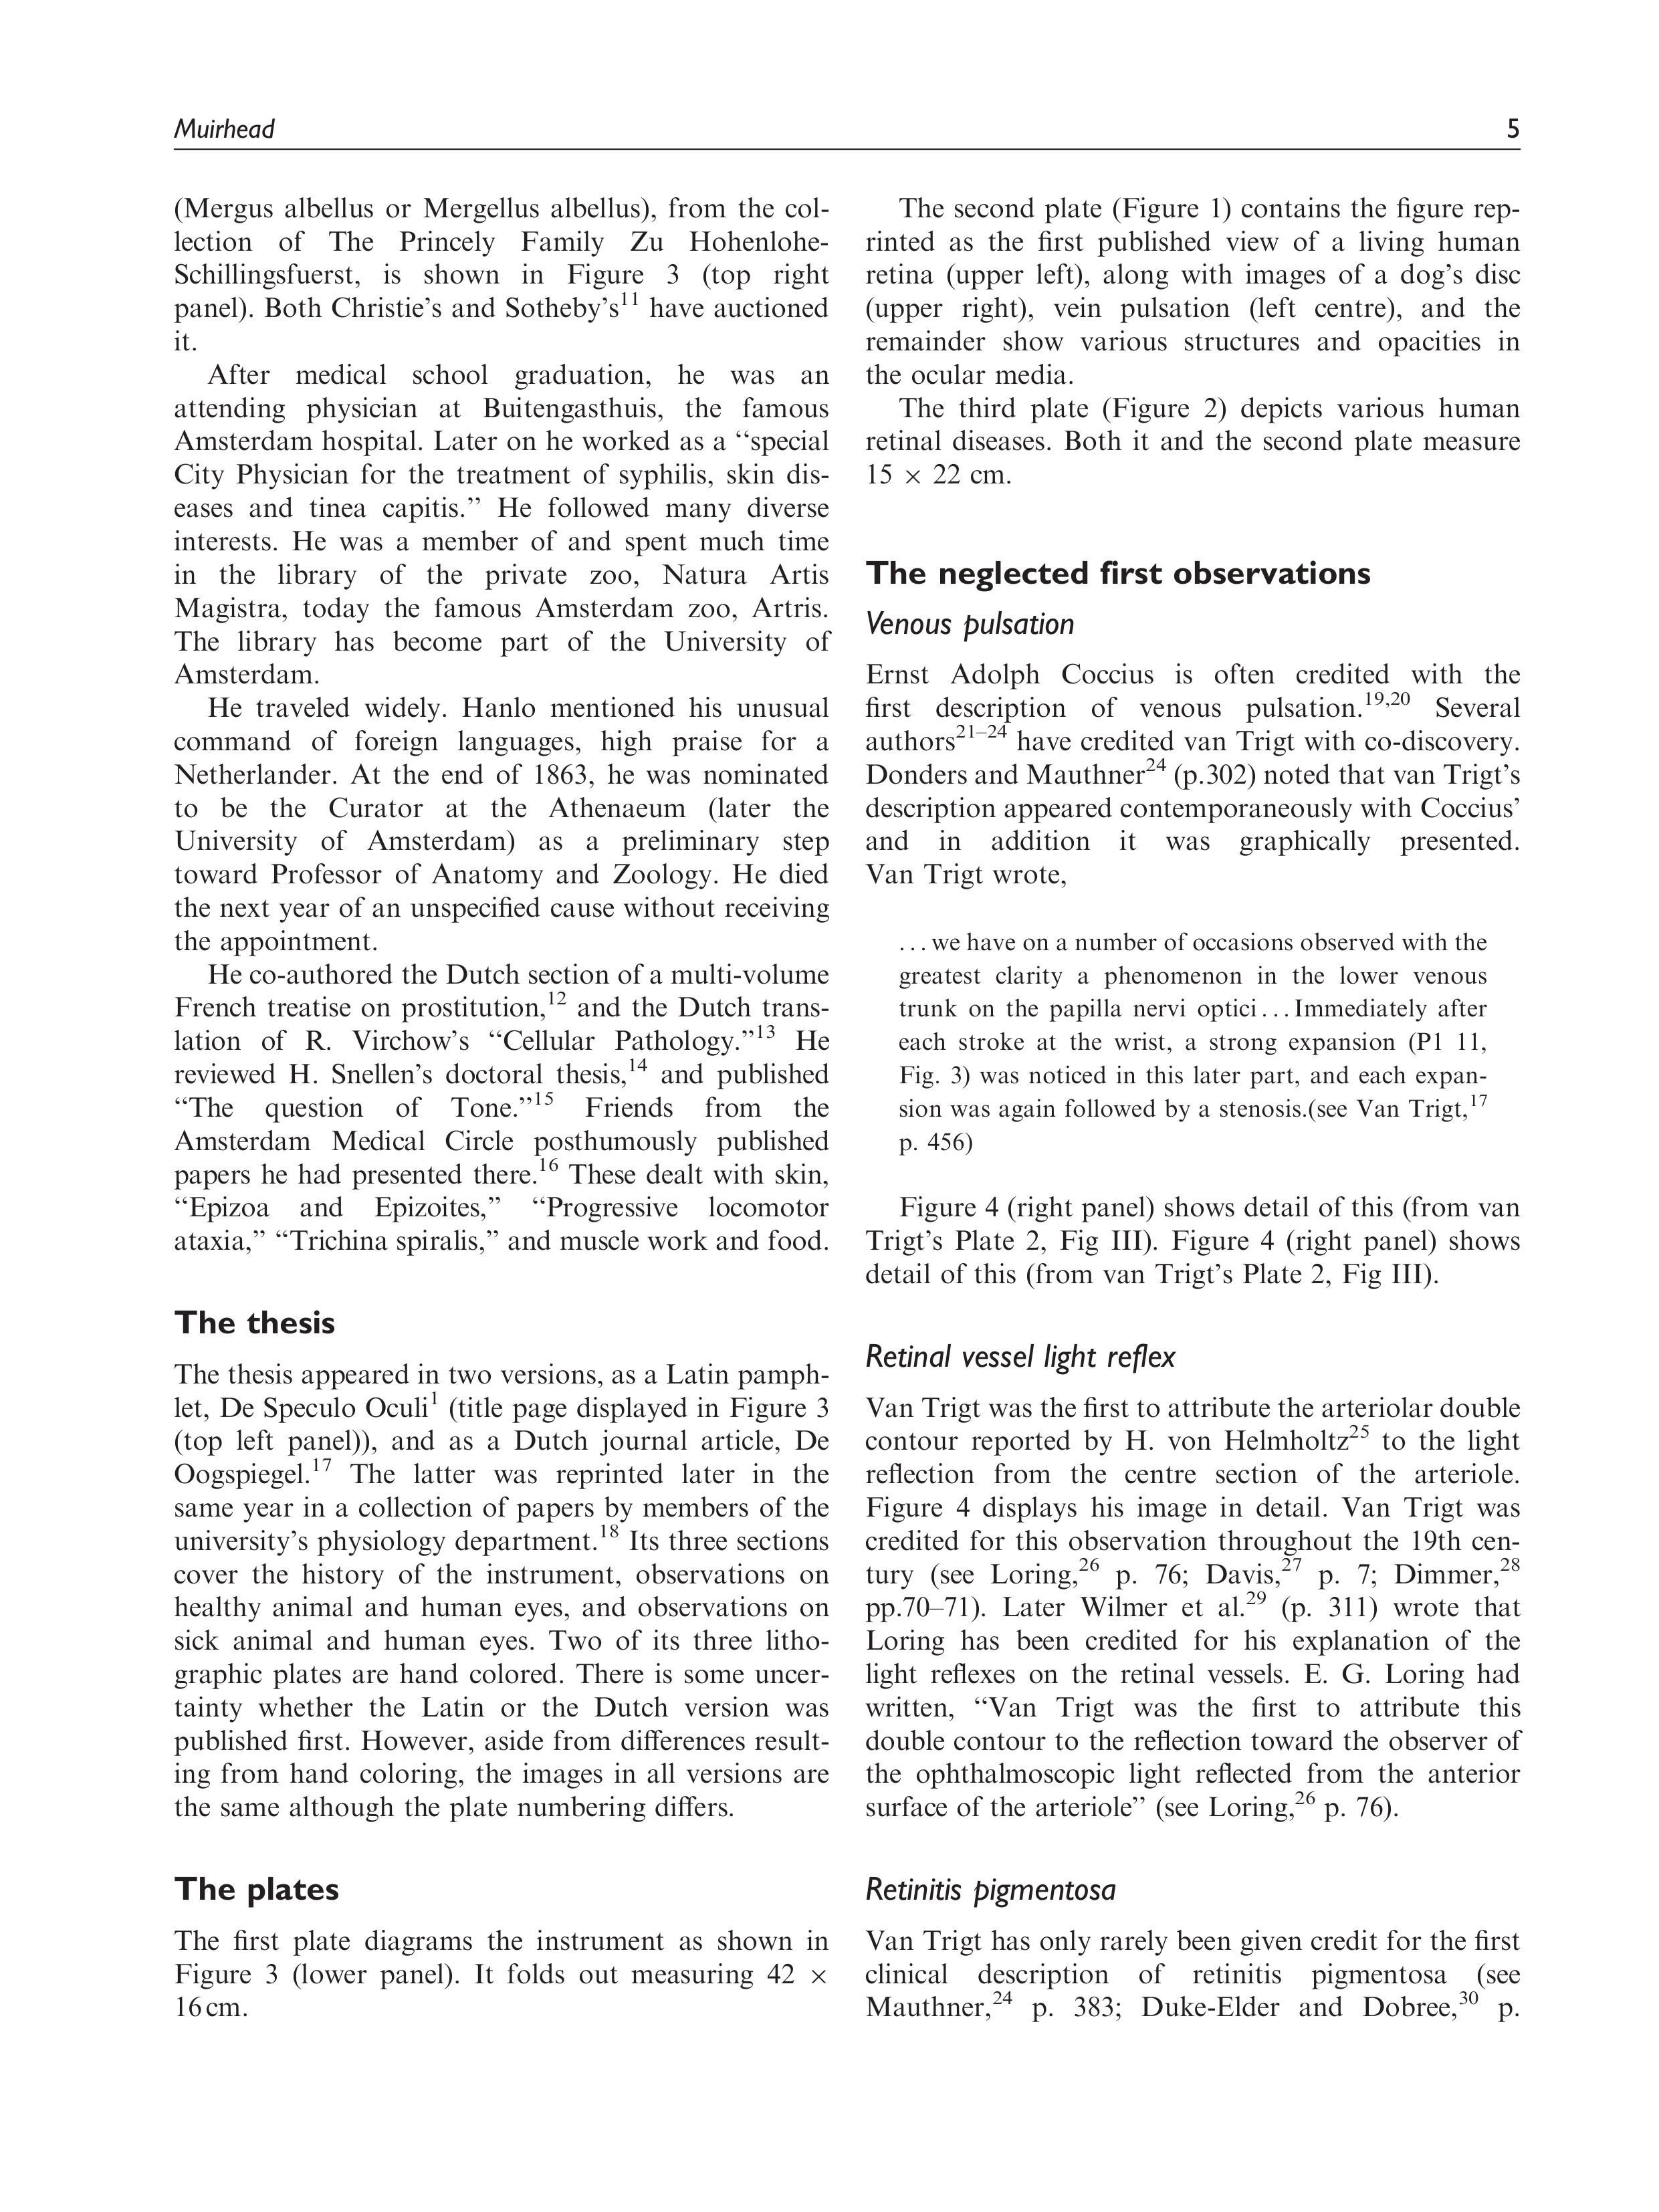 Muirhead 5
(Mergus albellus or Mergellus albellus), from the col-
lection of The Princely Family Zu Hohenlohe-
Schillingsfuerst, is shown in Figure 3 (top right
panel). Both Christie's and Sotheby's11 have auctioned
it.
After medical school graduation, he was an
attending physician at Buitengasthuis, the famous
Amsterdam hospital. Later on he worked as a “special
City Physician for the treatment of syphilis, skin dis-
eases and tinea capitis.” He followed many diverse
interests. He was a member of and spent much time
in the library of the private zoo, Natura Artis
Magistra, today the famous Amsterdam zoo, Artris.
The library has become part of the University of
Amsterdam.
He traveled widely. Hanlo mentioned his unusual
command of foreign languages, high praise for a
Netherlander. At the end of 1863, he was nominated
to be the Curator at the Athenaeum (later the
University of Amsterdam) as a preliminary step
toward Professor of Anatomy and Zoology. He died
the next year of an unspecified cause without receiving
the appointment.
He co-authored the Dutch section of a multi-volume
French treatise on prostitution,12 and the Dutch trans-
lation of R. Virchow's “Cellular Pathology.”13 He
reviewed H. Snellen's doctoral thesis,14 and published
“The question of Tone.”15 Friends from the
Amsterdam Medical Circle posthumously published
papers he had presented there.16 These dealt with skin,
“Epizoa and Epizoites,” “Progressive locomotor
ataxia,” “Trichina spiralis,” and muscle work and food.
The thesis
The thesis appeared in two versions, as a Latin pamph-
let, De Speculo Oculi1 (title page displayed in Figure 3
(top left panel)), and as a Dutch journal article, De
Oogspiegel.17 The latter was reprinted later in the
same year in a collection of papers by members of the
university's physiology department.18 Its three sections
cover the history of the instrument, observations on
healthy animal and human eyes, and observations on
sick animal and human eyes. Two of its three litho-
graphic plates are hand colored. There is some uncer-
tainty whether the Latin or the Dutch version was
published first. However, aside from differences result-
ing from hand coloring, the images in all versions are
the same although the plate numbering differs.
The plates
The first plate diagrams the instrument as shown in
Figure 3 (lower panel). It folds out measuring 42 ×
16 cm.
The second plate (Figure 1) contains the figure rep-
rinted as the first published view of a living human
retina (upper left), along with images of a dog's disc
(upper right), vein pulsation (left centre), and the
remainder show various structures and opacities in
the ocular media.
The third plate (Figure 2) depicts various human
retinal diseases. Both it and the second plate measure
15 × 22 cm.
The neglected first observations
Venous pulsation
Ernst Adolph Coccius is often credited with the
first description of venous pulsation.19,20 Several
authors21–24 have credited van Trigt with co-discovery.
Donders and Mauthner24 (p.302) noted that van Trigt's
description appeared contemporaneously with Coccius'
and in addition it was graphically presented.
Van Trigt wrote,
. . . we have on a number of occasions observed with the
greatest clarity a phenomenon in the lower venous
trunk on the papilla nervi optici . . . Immediately after
each stroke at the wrist, a strong expansion (P1 11,
Fig. 3) was noticed in this later part, and each expan-
sion was again followed by a stenosis.(see Van Trigt,17
p. 456)
Figure 4 (right panel) shows detail of this (from van
Trigt's Plate 2, Fig III). Figure 4 (right panel) shows
detail of this (from van Trigt's Plate 2, Fig III).
Retinal vessel light reflex
Van Trigt was the first to attribute the arteriolar double
contour reported by H. von Helmholtz25 to the light
reflection from the centre section of the arteriole.
Figure 4 displays his image in detail. Van Trigt was
credited for this observation throughout the 19th cen-
tury (see Loring,26 p. 76; Davis,27 p. 7; Dimmer,28
pp.70–71). Later Wilmer et al.29 (p. 311) wrote that
Loring has been credited for his explanation of the
light reflexes on the retinal vessels. E. G. Loring had
written, “Van Trigt was the first to attribute this
double contour to the reflection toward the observer of
the ophthalmoscopic light reflected from the anterior
surface of the arteriole” (see Loring,26 p. 76).
Retinitis pigmentosa
Van Trigt has only rarely been given credit for the first
clinical description of retinitis pigmentosa (see
Mauthner,24 p. 383; Duke-Elder and Dobree,30 p.